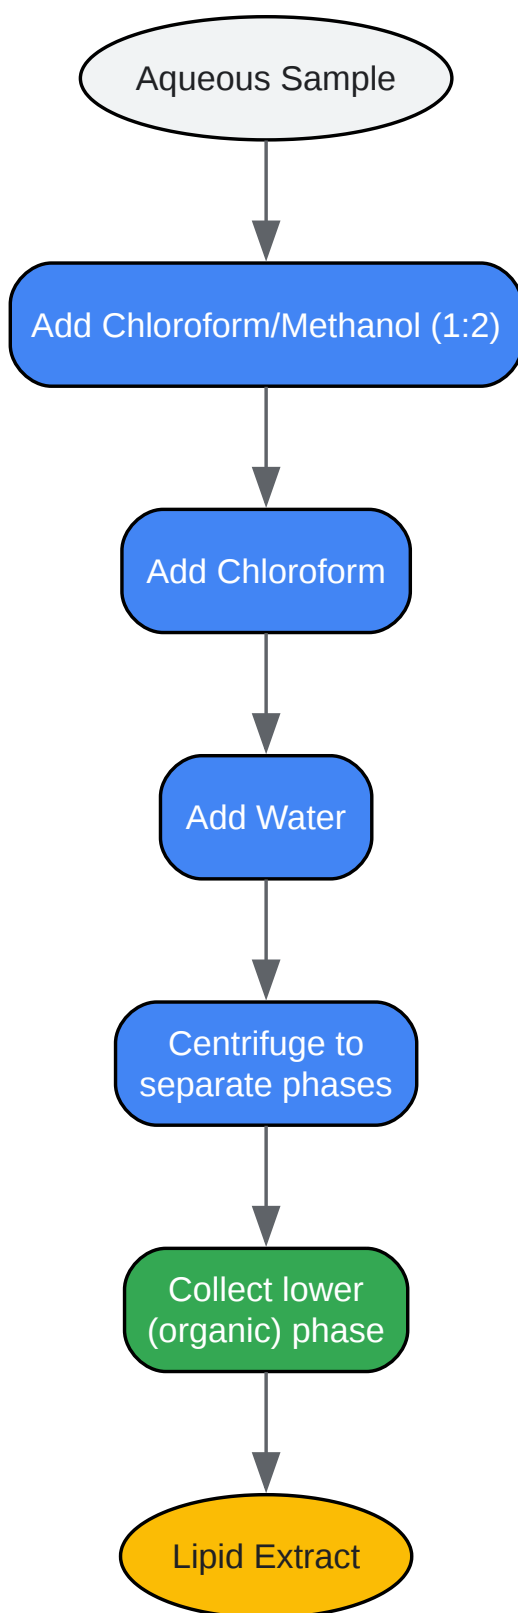 Aqueous Sample
Add Chloroform/Methanol (1:2)
Add Chloroform
Add Water
Centrifuge to
separate phases
Collect lower
(organic) phase
Lipid Extract